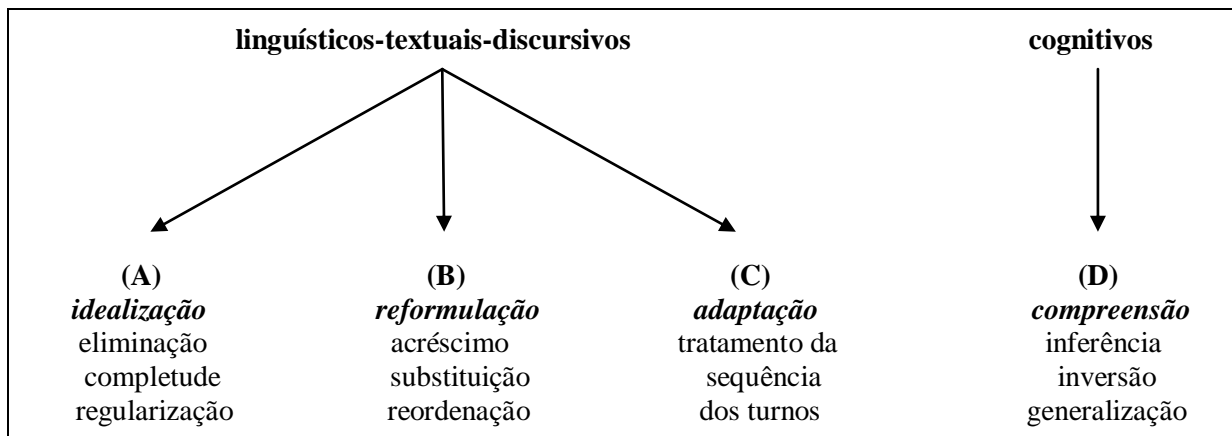 linguísticos-textuais-discursivos
cognitivos
(A)
idealização
eliminação
completude
regularização
(B)
reformulação
acréscimo
substituição
reordenação
(C)
adaptação
tratamento da
sequência
dos turnos
(D)
compreensão
inferência
inversão
generalização